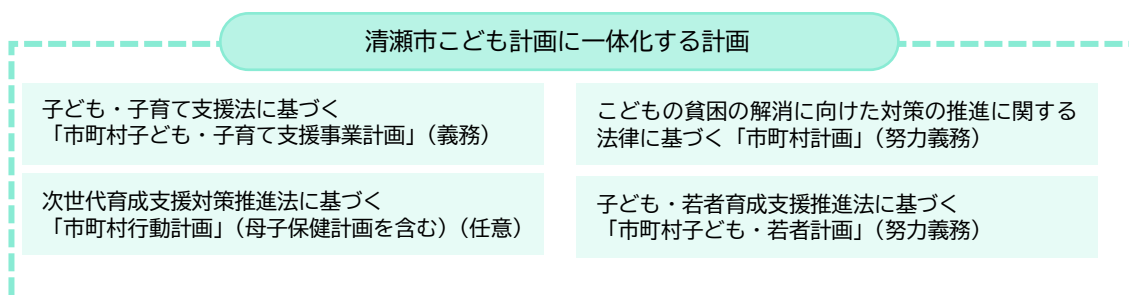 清瀬市こども計画に一体化する計画
子ども・子育て支援法に基づく
「市町村子ども・子育て支援事業計画」（義務）
こどもの貧困の解消に向けた対策の推進に関する
法律に基づく「市町村計画」（努力義務）
次世代育成支援対策推進法に基づく
「市町村行動計画」（母子保健計画を含む）（任意）
子ども・若者育成支援推進法に基づく
「市町村子ども・若者計画」（努力義務）